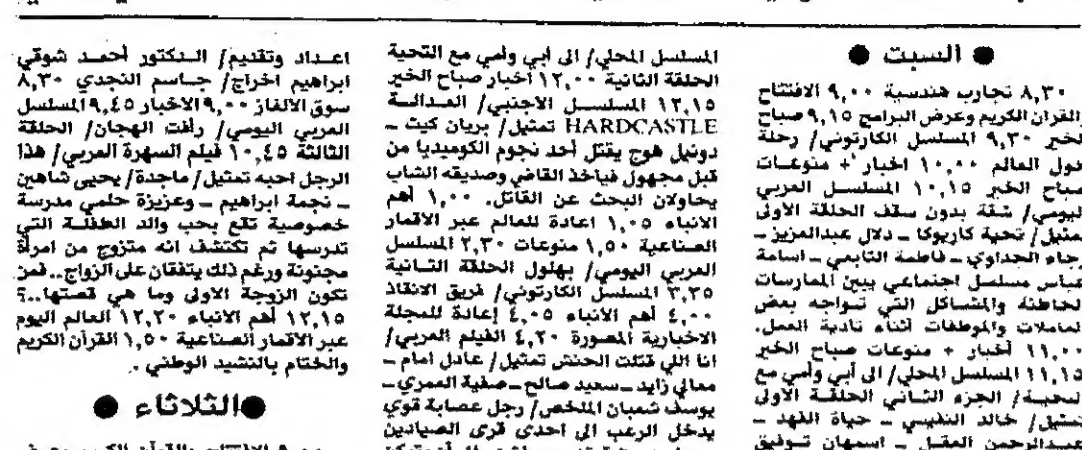 ● السبت ●
٨,٣٠ تجارب هندسية ٩,٠٠ الافتتاح
القران الكريم وعرض البرامج ٩,١٥ صباح
الخير ٩,٣٠ المسلسل الكارتوني/ رحلة
حول العالم ١٠,٠٠ اخبار + منوعات
صباح الخير ١٠,١٥ المسلسل العربي
اليومي/ شقة بدون سقف الحلقة الاولى
تمثيل/ تحية كاريوكا ـ دلال عبدالعزيز ـ
رجاء الجداوي ـ فاطمة التابعي ـ اسامة
عباس مسلسل اجتماعي يبين الممارسات
الخاطئة والمشاكل التي تواجه بعض
العاملات والموظفات أثناء تادية العمل.
١١,٠٠ أخبار + منوعات صباح الخير
١١,١٥ المسلسل المحلي/ الى أبي وأمي مع
التحية/ الجزء الثاني الحلقة الأولى
تمثيل/ خالد النفيسي ـ حياة الفهد ـ
عبدالرحمن العقل ـ اسمهان توفيق
المسلسل المحلي/ الى ابي وامي مع التحية
الحلقة الثانية ١٢,٠٠ اخبار صباح الخير
١٢,١٥ المسلسل الاجنبي/ العدالة
HARDCASTLE تمثيل/ بريان كيث ـ
دونيل هوج يقتل أحد نجوم الكوميديا من
قبل مجهول فياخذ القاضي وصديقه الشاب
يحاولان البحث عن القاتل. ١,٠٠ أهم
الانباء ١,٠٥ اعادة للعالم عبر الاقمار
الصناعية ١,٥٠ منوعات ٢,٣٠ المسلسل
العربي اليومي/ بهلول الحلقة الثانية
٣,٣٥ المسلسل الكارتوني/ فريق الانقاذ
٤,٠٠ أهم الانباء ٤,٠٥ إعادة للمجلة
الاخبارية المصورة ٤,٢٠ الفيلم العربي/
انا اللي قتلت الحنش تمثيل/ عادل امام ـ
معالي زايد ـ سعيد صالح ـ صفية العمري ـ
يوسف شعبان الملخص/ رجل عصابة قوي
يدخل الرعب الى احدى قرى الصيادين
اعداد وتقديم/ الدكتور أحمد شوقي
ابراهيم اخراج/ جاسم النجدي ٨,٣٠
سوق الالغاز ٩,٠٠ الاخبار ٩,٤٥ المسلسل
العربي اليومي/ رأفت الهجان/ الحلقة
الثالثة ١٠,٤٥ فيلم السهرة العربي/ هذا
الرجل احبه تمثيل/ ماجدة/ يحيى شاهين
ـ نجمة ابراهيم ـ وعزيزة حلمي مدرسة
خصوصية تقع بحب والد الطفلة التي
تدرسها ثم تكتشف انه متزوج من امرأة
مجنونة ورغم ذلك يتفقان على الزواج.. فمن
تكون الزوجة الاولى وما هي قصتها..؟
١٢,١٥ أهم الانباء ١٢,٢٠ العالم اليوم
عبر الاقمار الصناعية ١,٥٠ القرآن الكريم
والختام بالنشيد الوطني .
● الثلاثاء ●